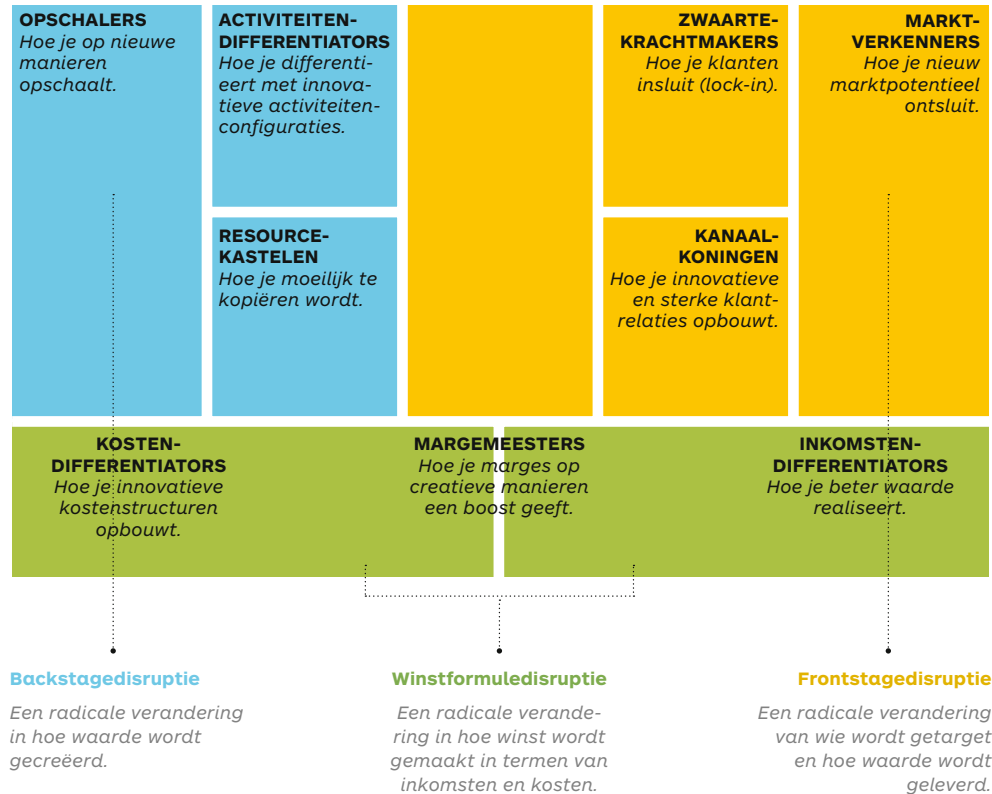 OPSCHALERS
Hoe je op nieuwe
manieren
opschaalt.
ACTIVITEITEN-
DIFFERENTIATORS
Hoe je differenti-
eert met innova-
tieve activiteiten-
configuraties.
RESOURCE-
KASTELEN
Hoe je moeilijk te
kopiëren wordt.
ZWAARTE-
KRACHTMAKERS
Hoe je klanten
insluit (lock-in).
KANAAL-
KONINGEN
Hoe je innovatieve
en sterke klant-
relaties opbouwt.
MARKT-
VERKENNERS
Hoe je nieuw
marktpotentieel
ontsluit.
KOSTEN-
DIFFERENTIATORS
Hoe je innovatieve
kostenstructuren
opbouwt.
MARGEMEESTERS
Hoe je marges op
creatieve manieren
een boost geeft.
INKOMSTEN-
DIFFERENTIATORS
Hoe je beter waarde
realiseert.
Backstagedisruptie
Een radicale verandering
in hoe waarde wordt
gecreëerd.
Winstformuledisruptie
Een radicale verande-
ring in hoe winst wordt
gemaakt in termen van
inkomsten en kosten.
Frontstagedisruptie
Een radicale verandering
van wie wordt getarget
en hoe waarde wordt
geleverd.